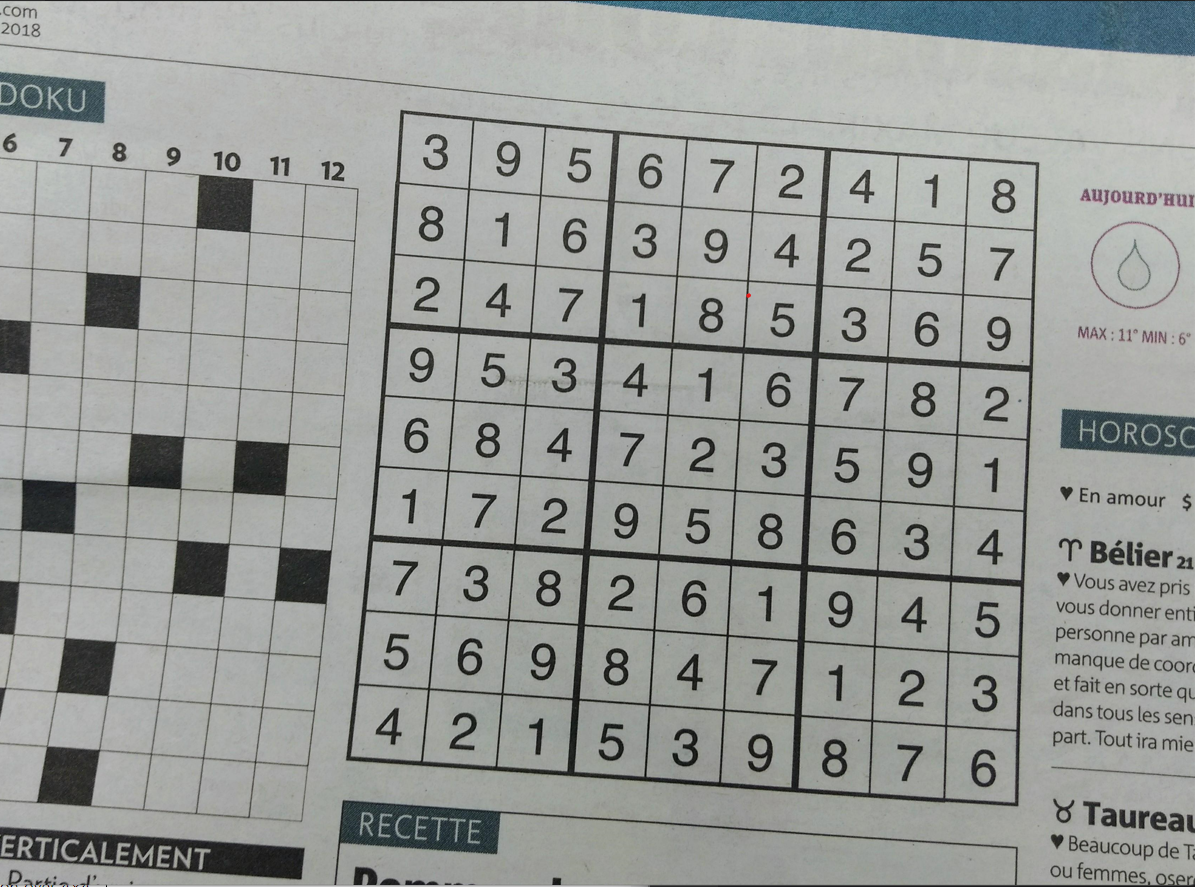 .com
2018
DOKU
6 7 8 9 10 11 12
3 9 5 6 7 2 4 1 8
8 1 6 3 9 4 2 5 7
2 4 7 1 8 5 3 6 9
9 5 3 4 1 6 7 8 2
6 8 4 7 2 3 5 9 1
1 7 2 9 5 8 6 3 4
7 3 8 2 6 1 9 4 5
5 6 9 8 4 7 1 2 3
4 2 1 5 3 9 8 7 6
ERTICALEMENT
RECETTE
AUJOURD'HUI
MAX : 11° MIN : 6°
HOROSC
♥ En amour $
♈ Bélier 21
♥ Vous avez pris
vous donner enti
personne par am
manque de coord
et fait en sorte qu
dans tous les sen
part. Tout ira mie
♉ Taureau
♥ Beaucoup de Ta
ou femmes, osero